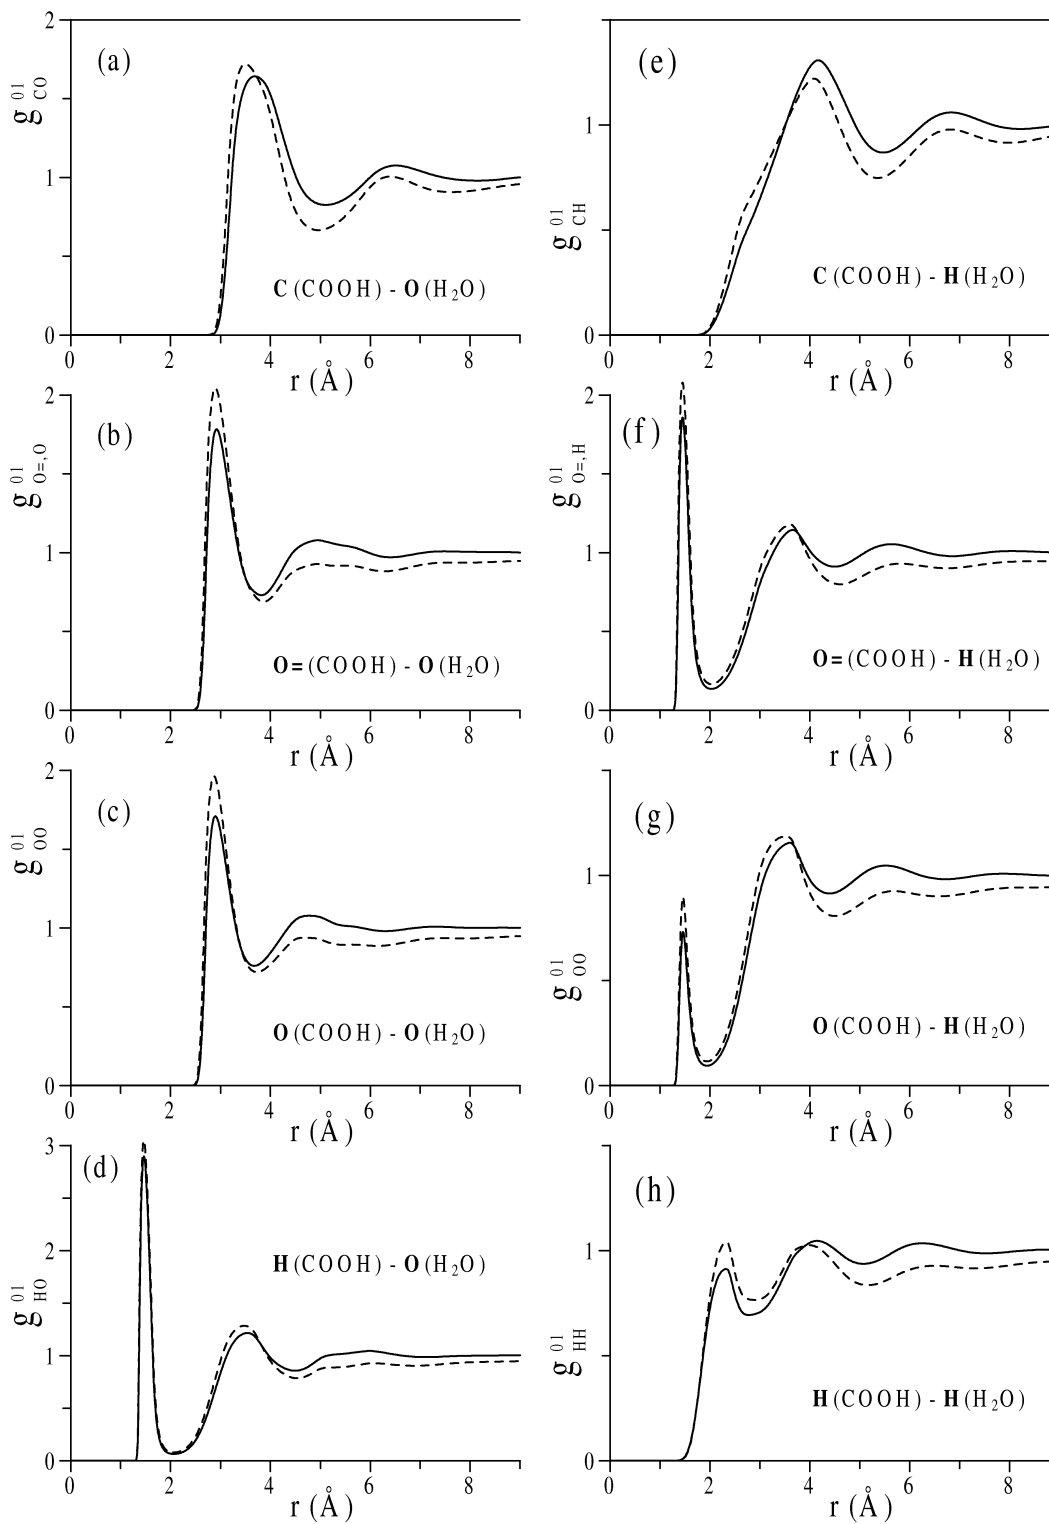 (a)
g^{01}_{CO}
2
1
0
C(COOH) - O(H₂O)
0 2 4 6 8
r (Å)
(b)
g^{01}_{O=,O}
2
1
0
O=(COOH) - O(H₂O)
0 2 4 6 8
r (Å)
(c)
g^{01}_{OO}
2
1
0
O(COOH) - O(H₂O)
0 2 4 6 8
r (Å)
(d)
g^{01}_{HO}
3
2
1
0
H(COOH) - O(H₂O)
0 2 4 6 8
r (Å)
(e)
g^{01}_{CH}
1
0
C(COOH) - H(H₂O)
0 2 4 6 8
r (Å)
(f)
g^{01}_{O=,H}
2
1
0
O=(COOH) - H(H₂O)
0 2 4 6 8
r (Å)
(g)
g^{01}_{OO}
1
0
O(COOH) - H(H₂O)
0 2 4 6 8
r (Å)
(h)
g^{01}_{HH}
1
0
H(COOH) - H(H₂O)
0 2 4 6 8
r (Å)